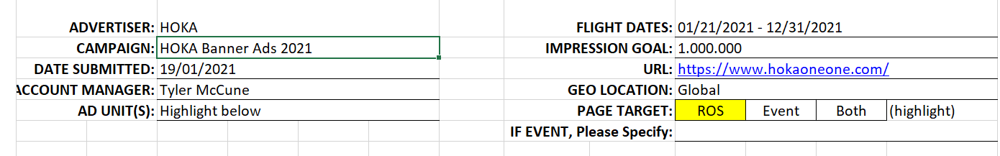 ADVERTISER: HOKA
CAMPAIGN: HOKA Banner Ads 2021
DATE SUBMITTED: 19/01/2021
ACCOUNT MANAGER: Tyler McCune
AD UNIT(S): Highlight below
FLIGHT DATES: 01/21/2021 - 12/31/2021
IMPRESSION GOAL: 1.000.000
URL: https://www.hokaoneone.com/
GEO LOCATION: Global
PAGE TARGET: ROS Event Both (highlight)
IF EVENT, Please Specify: